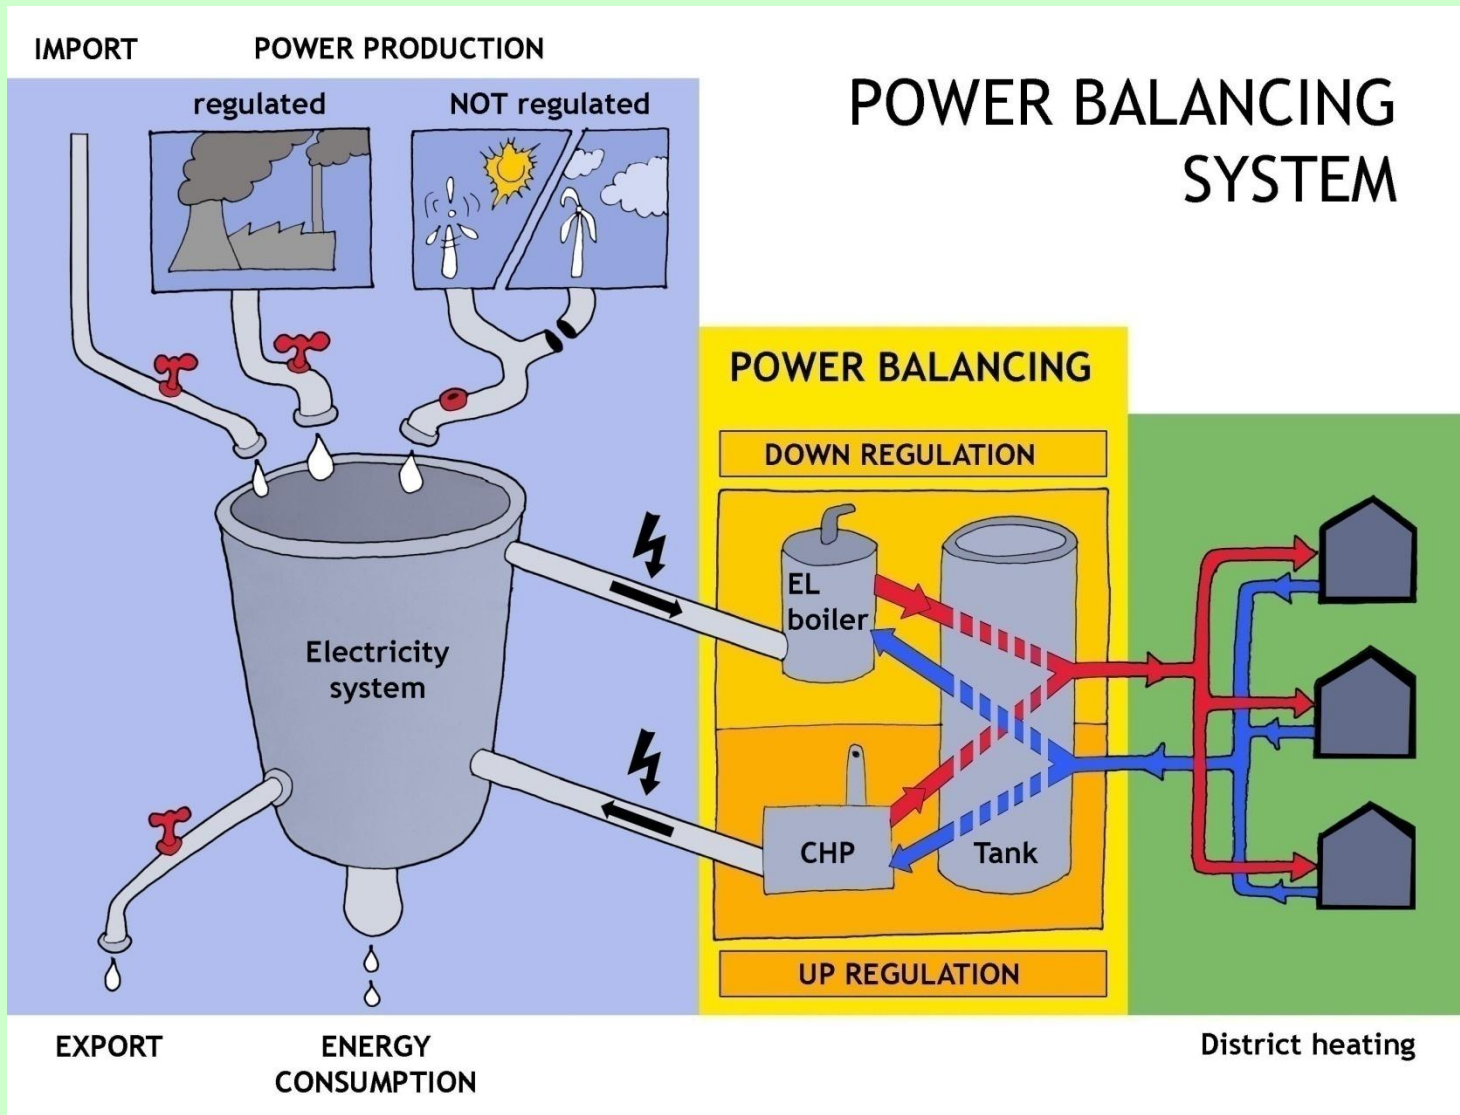 IMPORT
POWER PRODUCTION
regulated
NOT regulated
POWER BALANCING
SYSTEM
POWER BALANCING
DOWN REGULATION
EL
boiler
Electricity
system
CHP
Tank
UP REGULATION
EXPORT
ENERGY
CONSUMPTION
District heating